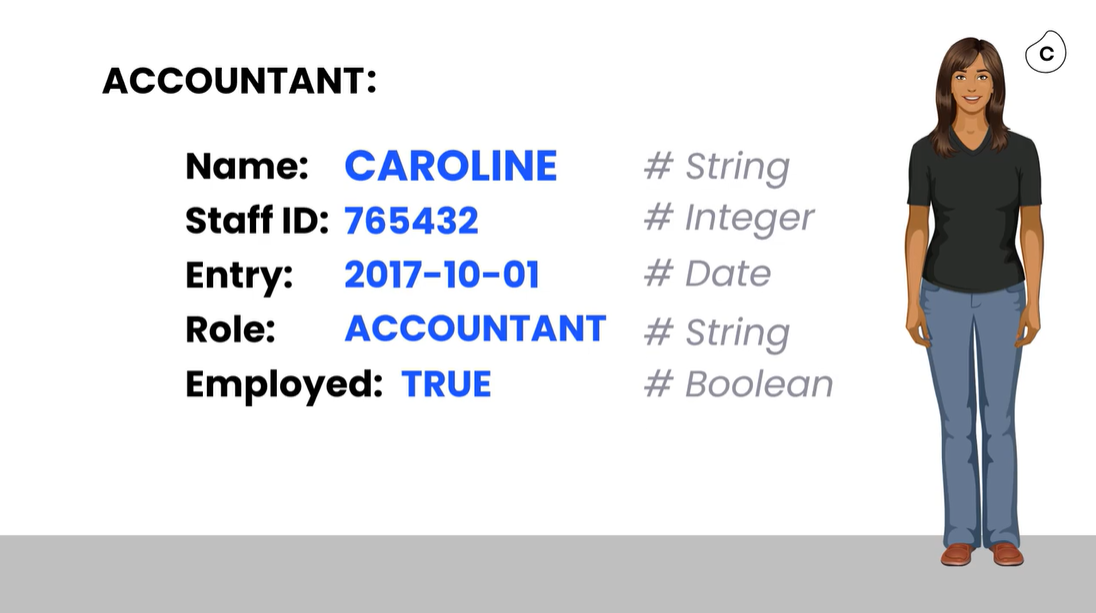 C
ACCOUNTANT:
Name: CAROLINE # String
Staff ID: 765432 # Integer
Entry: 2017-10-01 # Date
Role: ACCOUNTANT # String
Employed: TRUE # Boolean